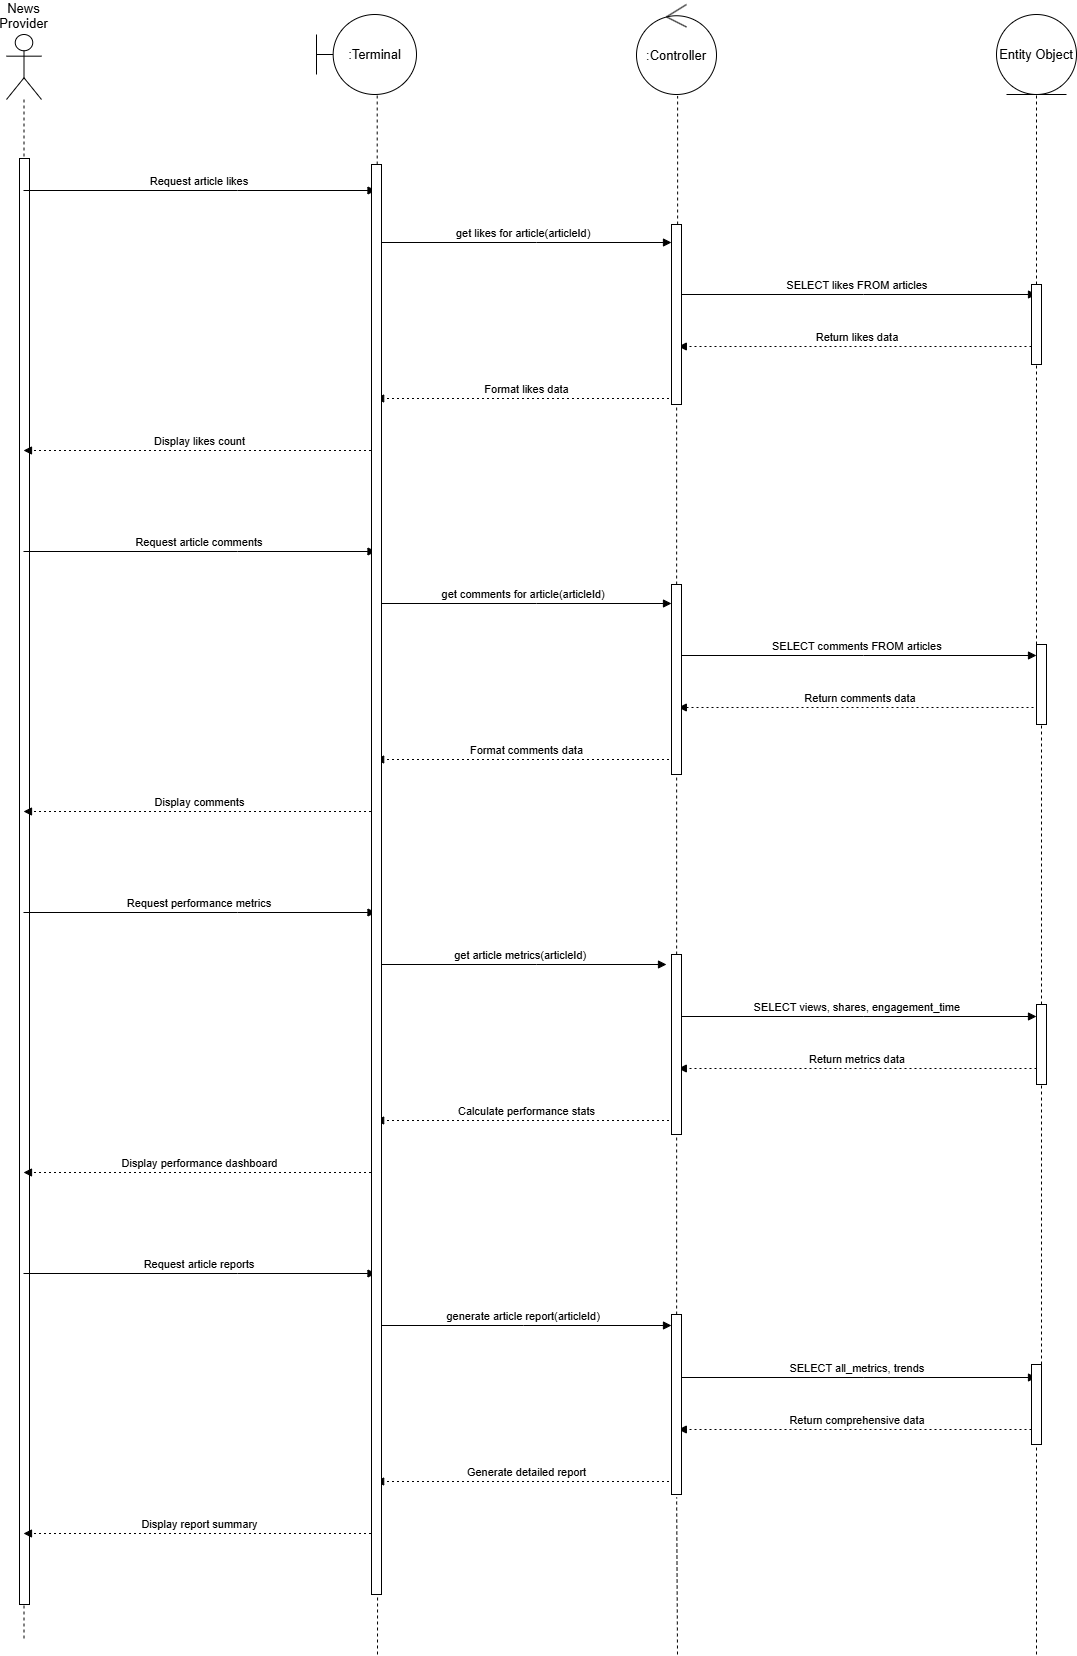 News
Provider
:Terminal
:Controller
Entity Object
Request article likes
get likes for article(articleId)
SELECT likes FROM articles
Return likes data
Format likes data
Display likes count
Request article comments
get comments for article(articleId)
SELECT comments FROM articles
Return comments data
Format comments data
Display comments
Request performance metrics
get article metrics(articleId)
SELECT views, shares, engagement_time
Return metrics data
Calculate performance stats
Display performance dashboard
Request article reports
generate article report(articleId)
SELECT all_metrics, trends
Return comprehensive data
Generate detailed report
Display report summary